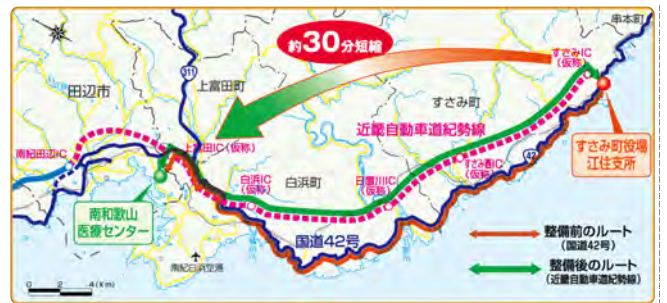 串本町
約30分短縮
すさみIC
(仮称)
311
上富田町
田辺市
すさみ町
近畿自動車道紀勢線
すさみ町役場
江住支所
南紀田辺IC
上富田IC(仮称)
すさみ西IC
(仮称)
42
日置川IC
(仮称)
白浜IC
(仮称)
白浜町
南和歌山
医療センター
国道42号
整備前のルート
(国道42号)
整備後のルート
(近畿自動車道紀勢線)
南紀白浜空港
0 2 4(km)